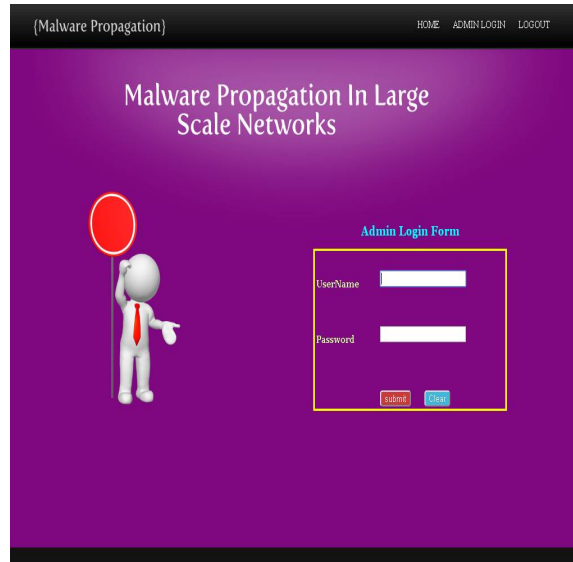 {Malware Propagation}
HOME ADMIN LOGIN LOGOUT
Malware Propagation In Large
Scale Networks
Admin Login Form
UserName
Password
submit Clear